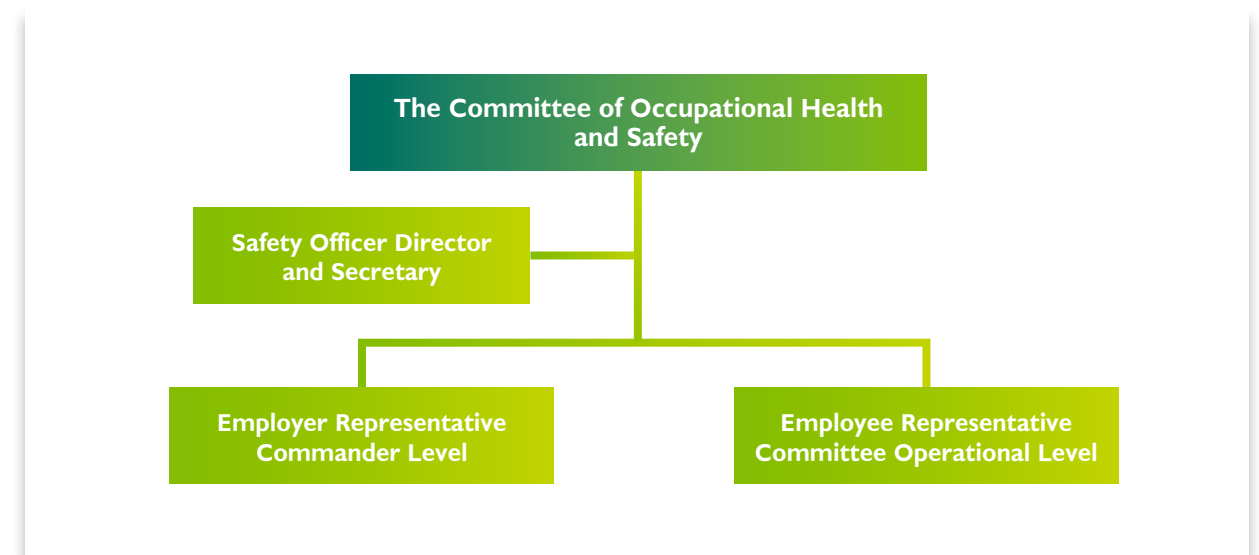 The Committee of Occupational Health
and Safety
Safety Officer Director
and Secretary
Employer Representative
Commander Level
Employee Representative
Committee Operational Level